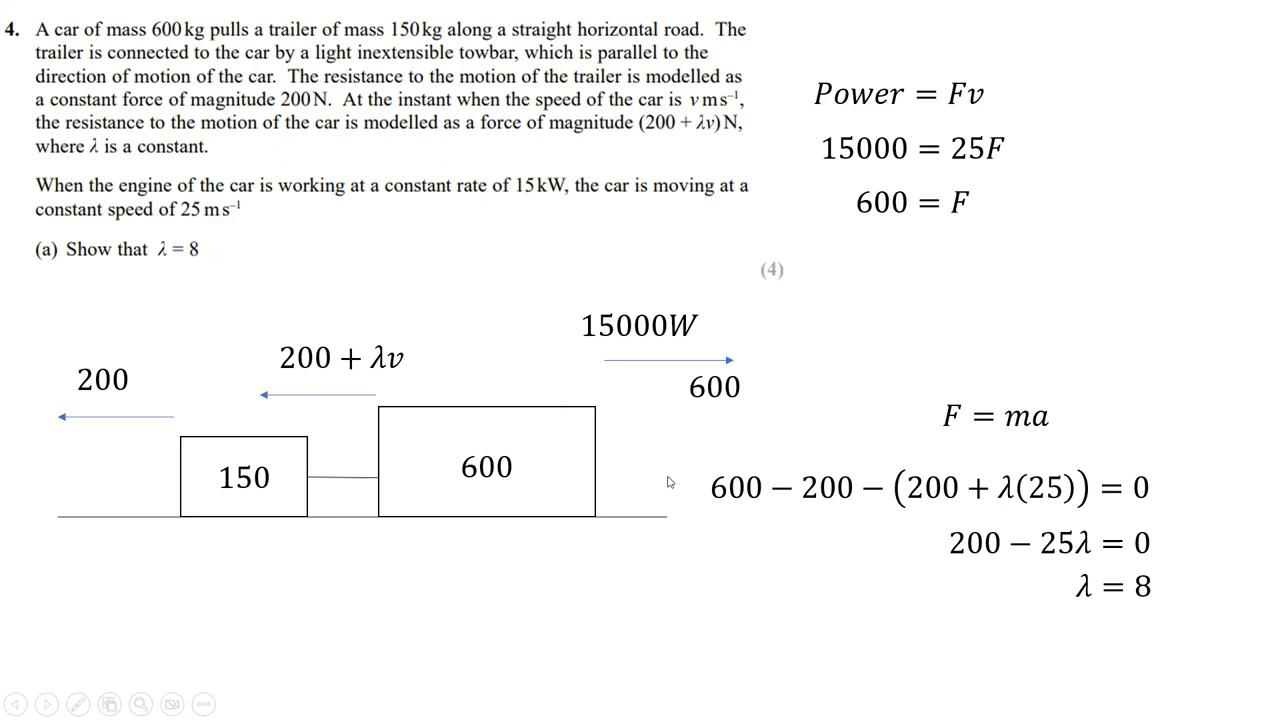 4. A car of mass 600 kg pulls a trailer of mass 150 kg along a straight horizontal road. The
trailer is connected to the car by a light inextensible towbar, which is parallel to the
direction of motion of the car. The resistance to the motion of the trailer is modelled as
a constant force of magnitude 200 N. At the instant when the speed of the car is v m s⁻¹,
the resistance to the motion of the car is modelled as a force of magnitude (200 + λv) N,
where λ is a constant.
When the engine of the car is working at a constant rate of 15 kW, the car is moving at a
constant speed of 25 m s⁻¹
(a) Show that λ = 8
(4)
Power = Fv
15000 = 25F
600 = F
15000W
200 + λv
200
600
150
600
F = ma
600 − 200 − (200 + λ(25)) = 0
200 − 25λ = 0
λ = 8